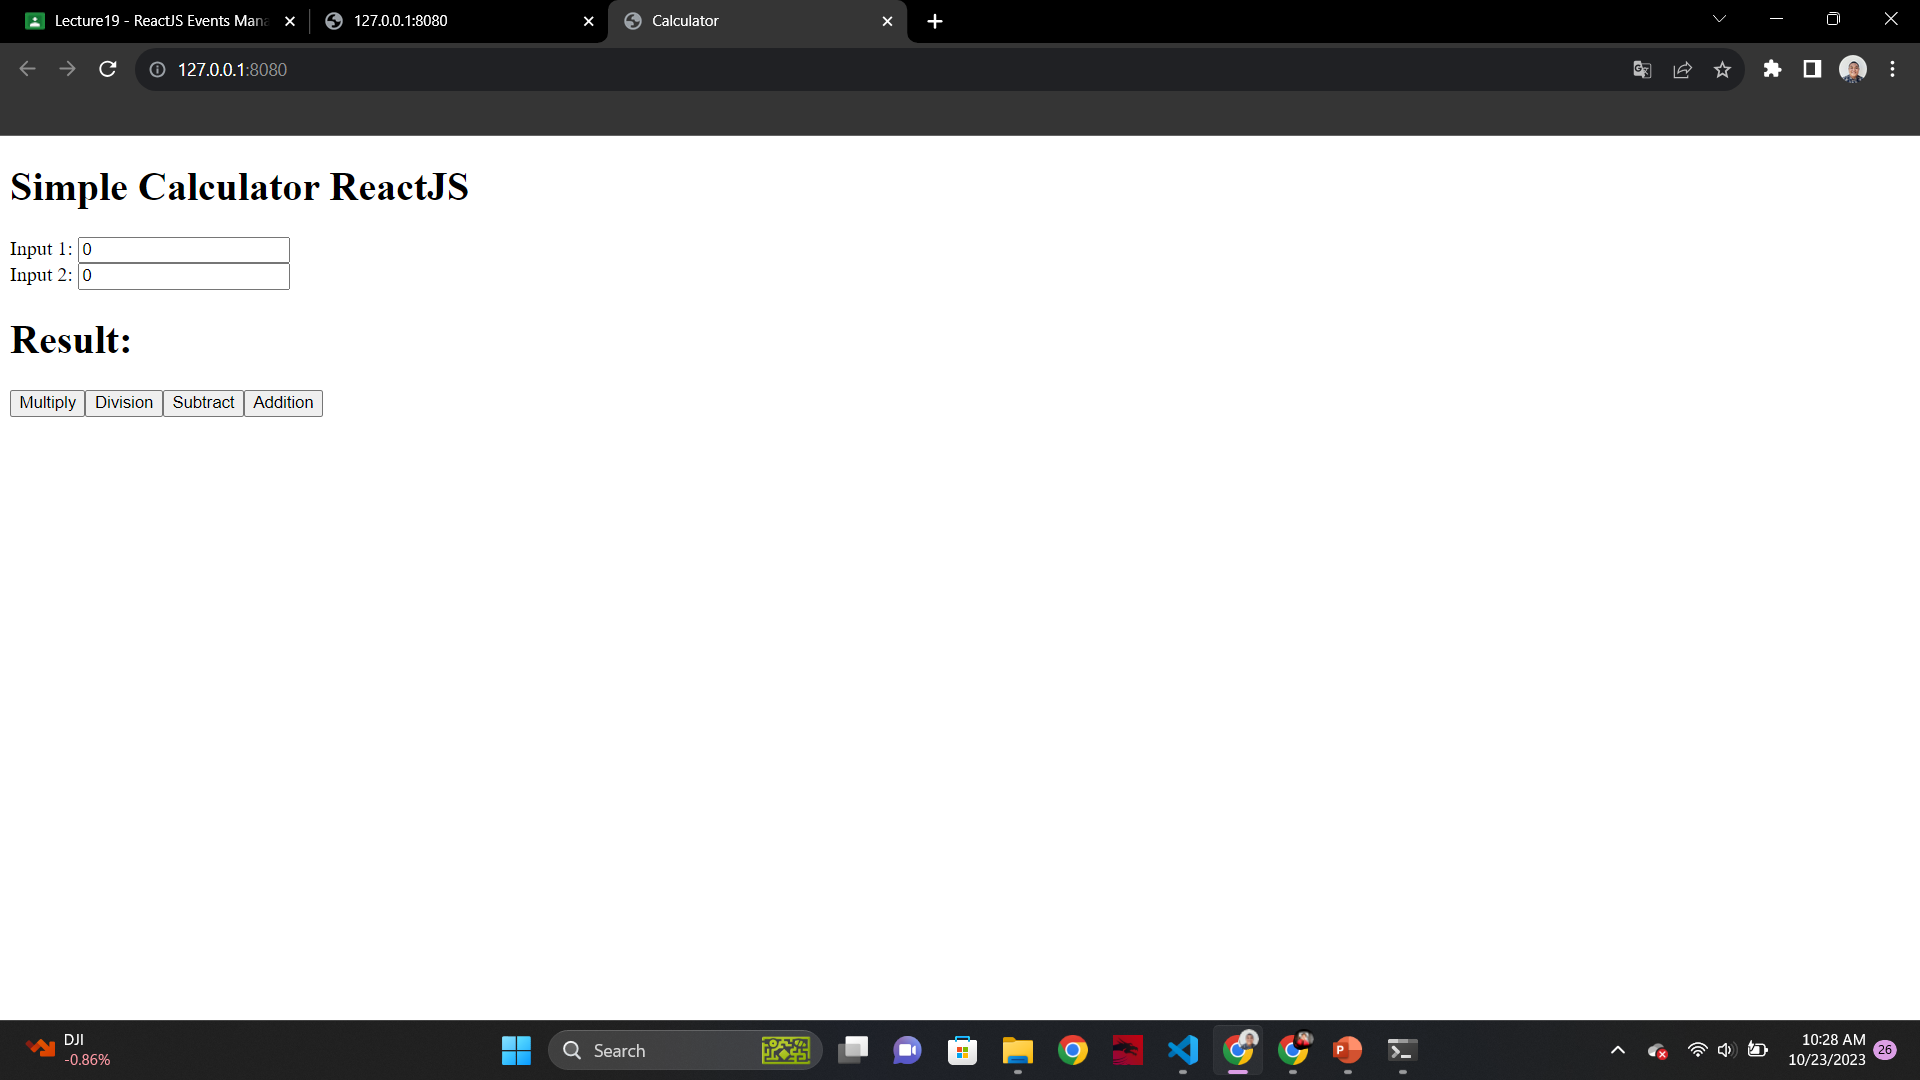 Lecture19 - ReactJS Events Mana
127.0.0.1:8080
Calculator
127.0.0.1:8080
Simple Calculator ReactJS
Input 1: 0
Input 2: 0
Result:
Multiply Division Subtract Addition
DJI
-0.86%
Search
10:28 AM
10/23/2023
26